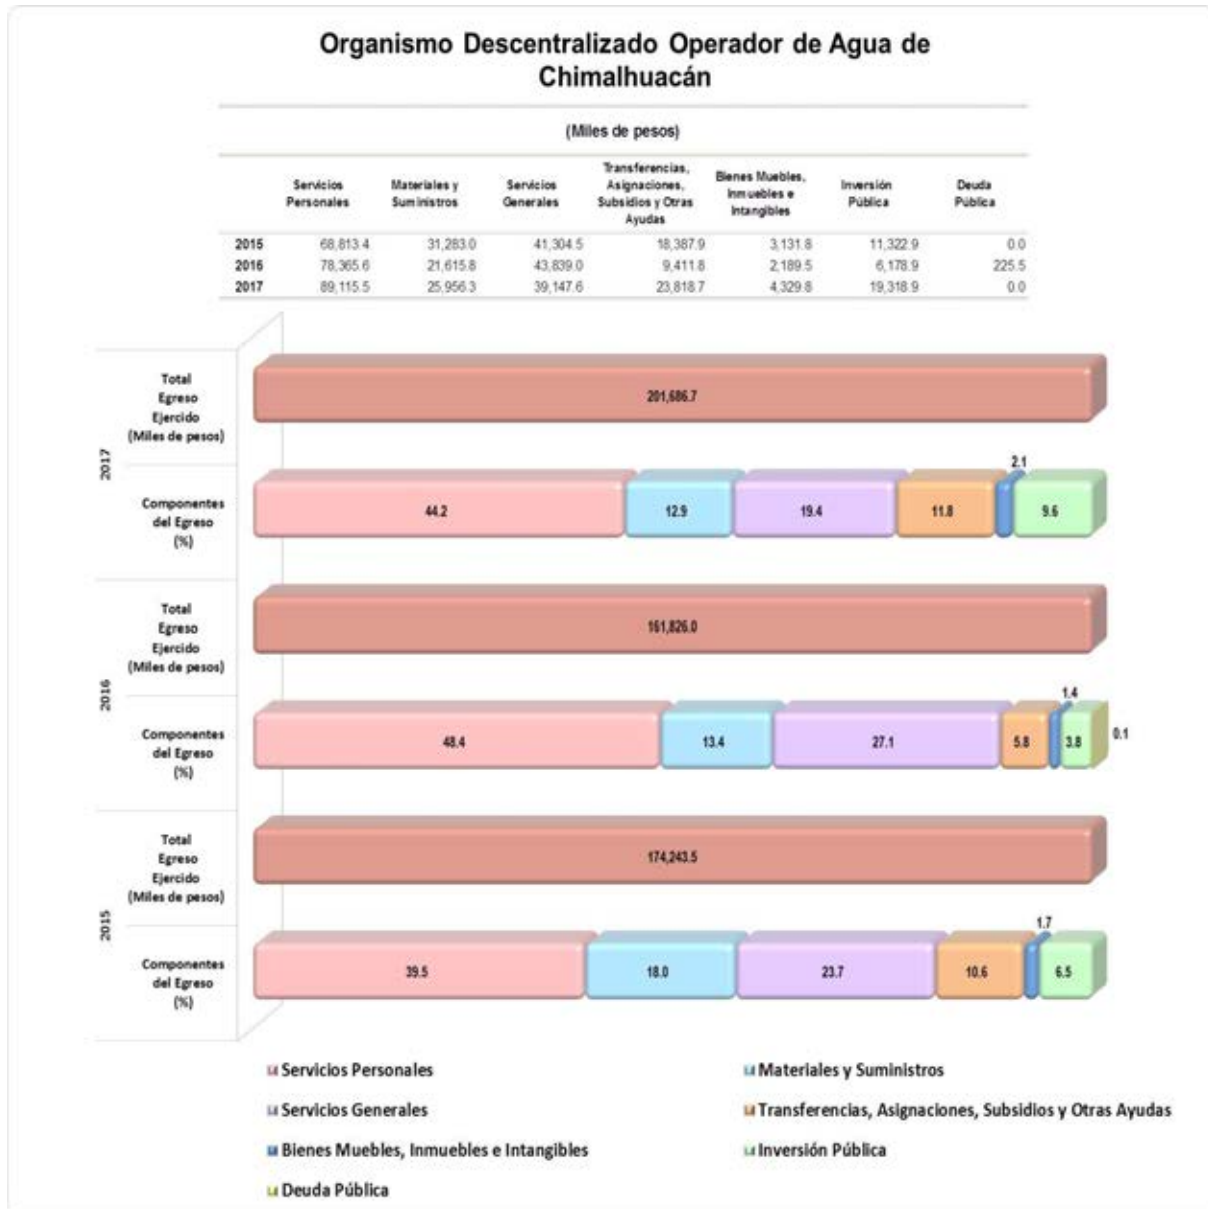 Organismo Descentralizado Operador de Agua de
Chimalhuacán
(Miles de pesos)
Servicios Personales Materiales y Suministros Servicios Generales Transferencias, Asignaciones, Subsidios y Otras Ayudas Bienes Muebles, Inmuebles e Intangibles Inversión Pública Deuda Pública
2015 68,813.4 31,283.0 41,304.5 18,387.9 3,131.8 11,322.9 0.0
2016 78,365.6 21,615.8 43,839.0 9,411.8 2,189.5 6,178.9 225.5
2017 89,115.5 25,956.3 39,147.6 23,818.7 4,329.8 19,318.9 0.0
2017
Total
Egreso
Ejercido
(Miles de pesos)
201,686.7
Componentes
del Egreso
(%)
44.2 12.9 19.4 11.8 2.1 9.6
2016
Total
Egreso
Ejercido
(Miles de pesos)
161,826.0
Componentes
del Egreso
(%)
48.4 13.4 27.1 5.8 1.4 3.8 0.1
2015
Total
Egreso
Ejercido
(Miles de pesos)
174,243.5
Componentes
del Egreso
(%)
39.5 18.0 23.7 10.6 1.7 6.5
Servicios Personales
Materiales y Suministros
Servicios Generales
Transferencias, Asignaciones, Subsidios y Otras Ayudas
Bienes Muebles, Inmuebles e Intangibles
Inversión Pública
Deuda Pública